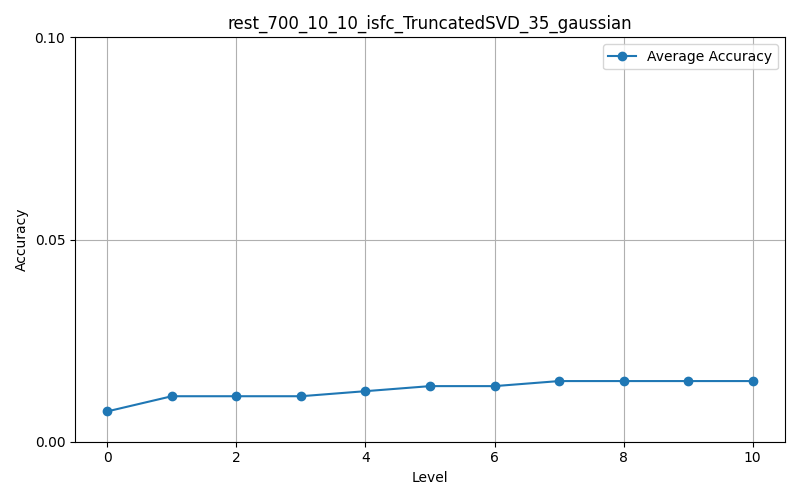 rest_700_10_10_isfc_TruncatedSVD_35_gaussian
Average Accuracy
0.10
0.05
0.00
Accuracy
0 2 4 6 8 10
Level